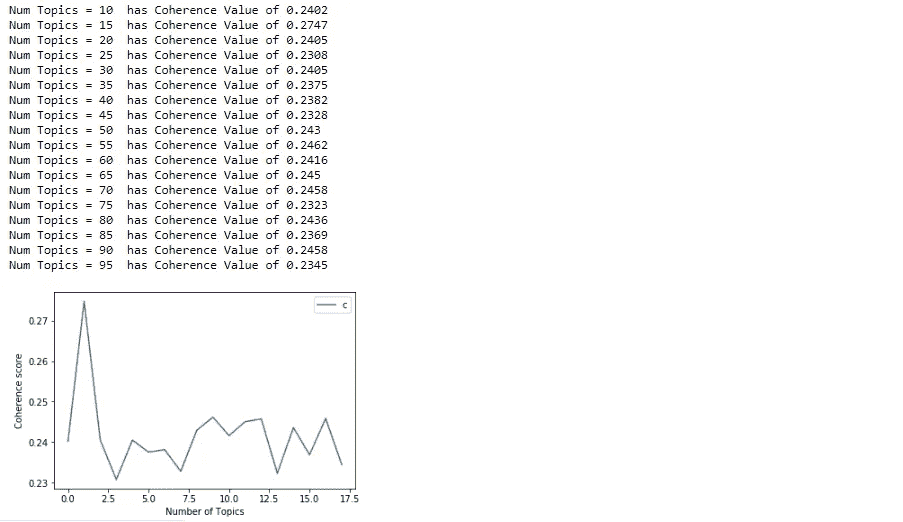 Num Topics = 10  has Coherence Value of 0.2402
Num Topics = 15  has Coherence Value of 0.2747
Num Topics = 20  has Coherence Value of 0.2405
Num Topics = 25  has Coherence Value of 0.2308
Num Topics = 30  has Coherence Value of 0.2405
Num Topics = 35  has Coherence Value of 0.2375
Num Topics = 40  has Coherence Value of 0.2382
Num Topics = 45  has Coherence Value of 0.2328
Num Topics = 50  has Coherence Value of 0.243
Num Topics = 55  has Coherence Value of 0.2462
Num Topics = 60  has Coherence Value of 0.2416
Num Topics = 65  has Coherence Value of 0.245
Num Topics = 70  has Coherence Value of 0.2458
Num Topics = 75  has Coherence Value of 0.2323
Num Topics = 80  has Coherence Value of 0.2436
Num Topics = 85  has Coherence Value of 0.2369
Num Topics = 90  has Coherence Value of 0.2458
Num Topics = 95  has Coherence Value of 0.2345
c
0.27
0.26
0.25
0.24
0.23
Coherence score
0.0 2.5 5.0 7.5 10.0 12.5 15.0 17.5
Number of Topics